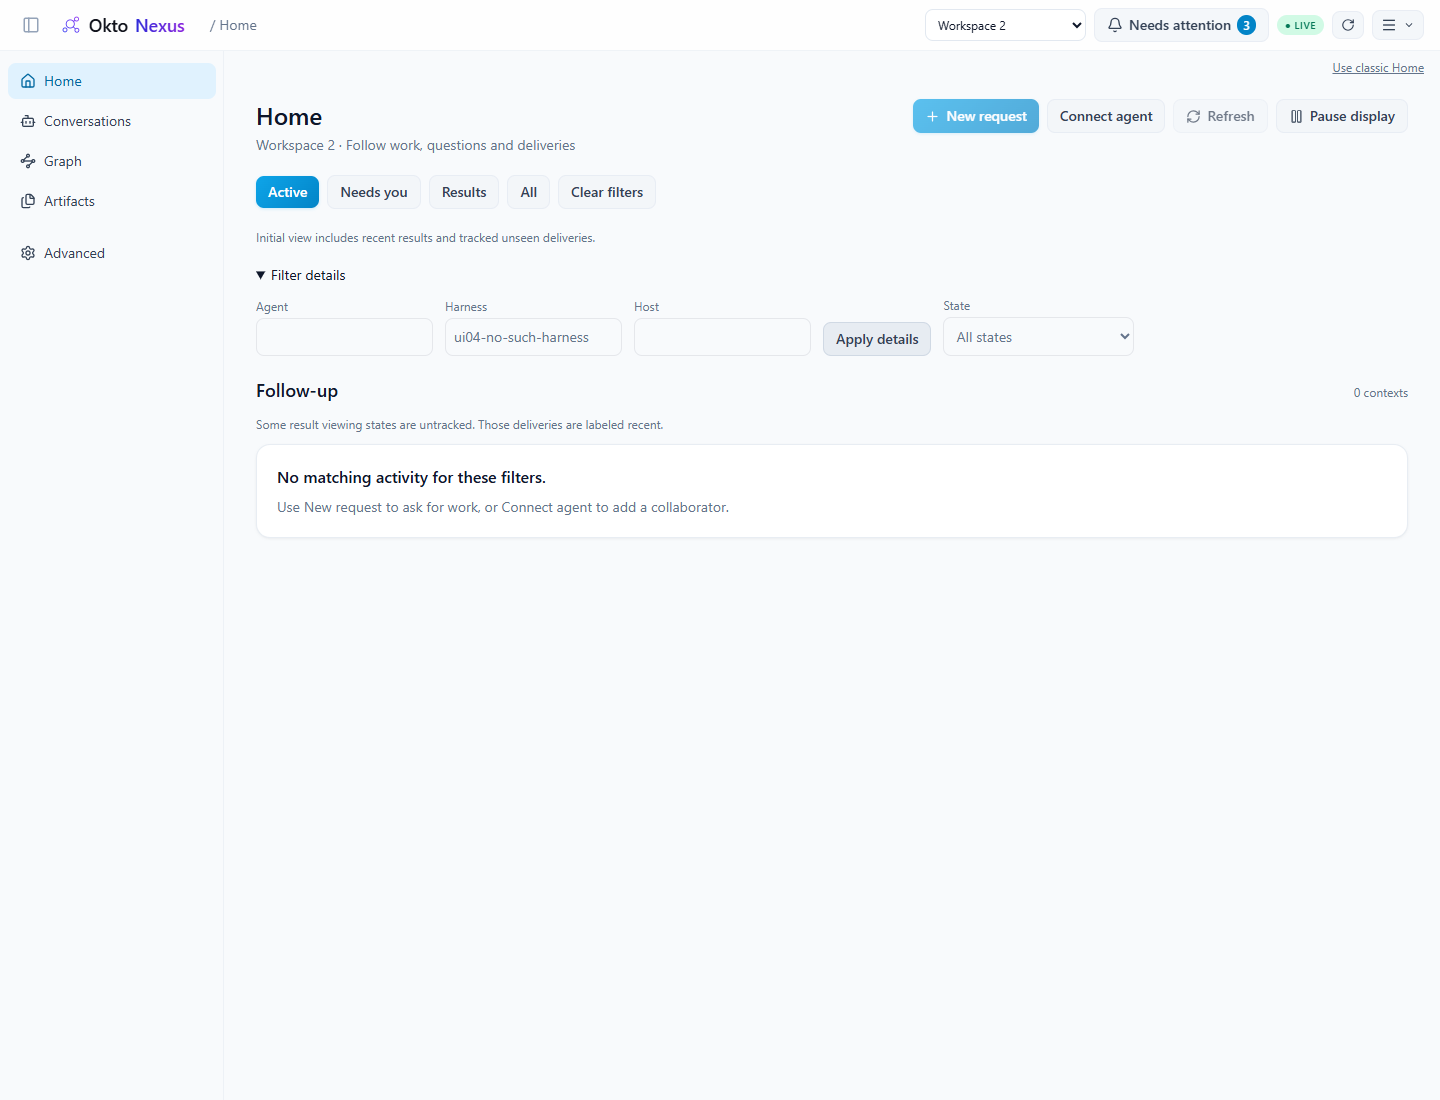 Okto Nexus / Home Workspace 2 Needs attention 3 LIVE
Use classic Home
Home
Conversations
Graph
Artifacts
Advanced
Home
Workspace 2 · Follow work, questions and deliveries
New request Connect agent Refresh Pause display
Active Needs you Results All Clear filters
Initial view includes recent results and tracked unseen deliveries.
Filter details
Agent Harness Host State
ui04-no-such-harness Apply details All states
Follow-up 0 contexts
Some result viewing states are untracked. Those deliveries are labeled recent.
No matching activity for these filters.
Use New request to ask for work, or Connect agent to add a collaborator.